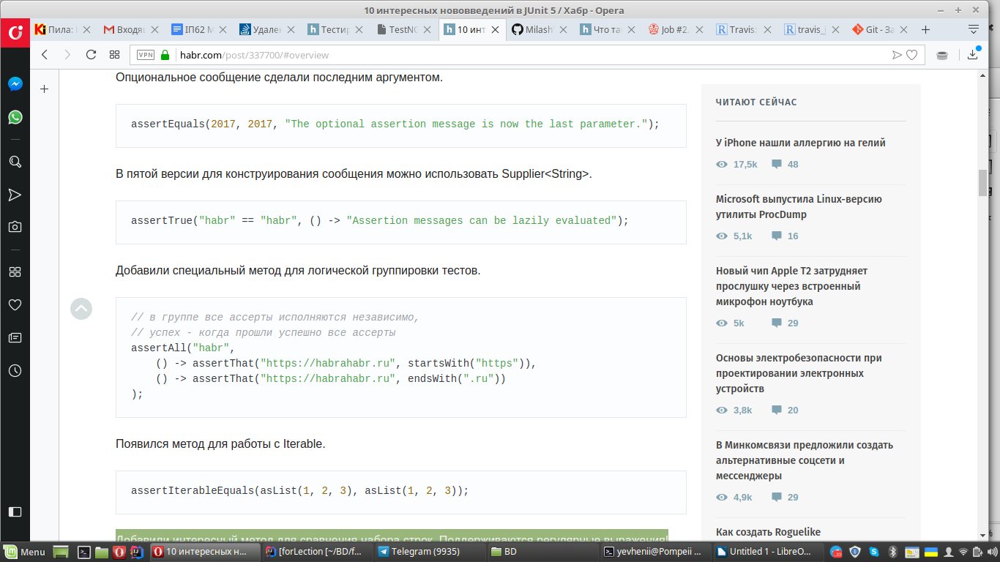 10 интересных нововведений в JUnit 5 / Хабр - Opera
Пила:
Входящ
ІП62 М
Удален
Тестир
TestNG
10 инт
Milash
Что та
Job #2.
Travis:
travis_j
Git - За
VPN
habr.com/post/337700/#overview
Опциональное сообщение сделали последним аргументом.
assertEquals(2017, 2017, "The optional assertion message is now the last parameter.");
В пятой версии для конструирования сообщения можно использовать Supplier<String>.
assertTrue("habr" == "habr", () -> "Assertion messages can be lazily evaluated");
Добавили специальный метод для логической группировки тестов.
// в группе все ассерты исполняются независимо,
// успех - когда прошли успешно все ассерты
assertAll("habr",
() -> assertThat("https://habrahabr.ru", startsWith("https")),
() -> assertThat("https://habrahabr.ru", endsWith(".ru"))
);
Появился метод для работы с Iterable.
assertIterableEquals(asList(1, 2, 3), asList(1, 2, 3));
Добавили интересный метод для сравнения набора строк. Поддерживаются регулярные выражения!
ЧИТАЮТ СЕЙЧАС
У iPhone нашли аллергию на гелий
17,5k 48
Microsoft выпустила Linux-версию
утилиты ProcDump
5,1k 16
Новый чип Apple T2 затрудняет
прослушку через встроенный
микрофон ноутбука
5k 29
Основы электробезопасности при
проектировании электронных
устройств
3,8k 20
В Минкомсвязи предложили создать
альтернативные соцсети и
мессенджеры
4,9k 29
Как создать Roguelike
Menu
10 интересных н...
[forLection [~/BD/f...
Telegram (9935)
BD
yevhenii@Pompeii ...
Untitled 1 - LibreO...